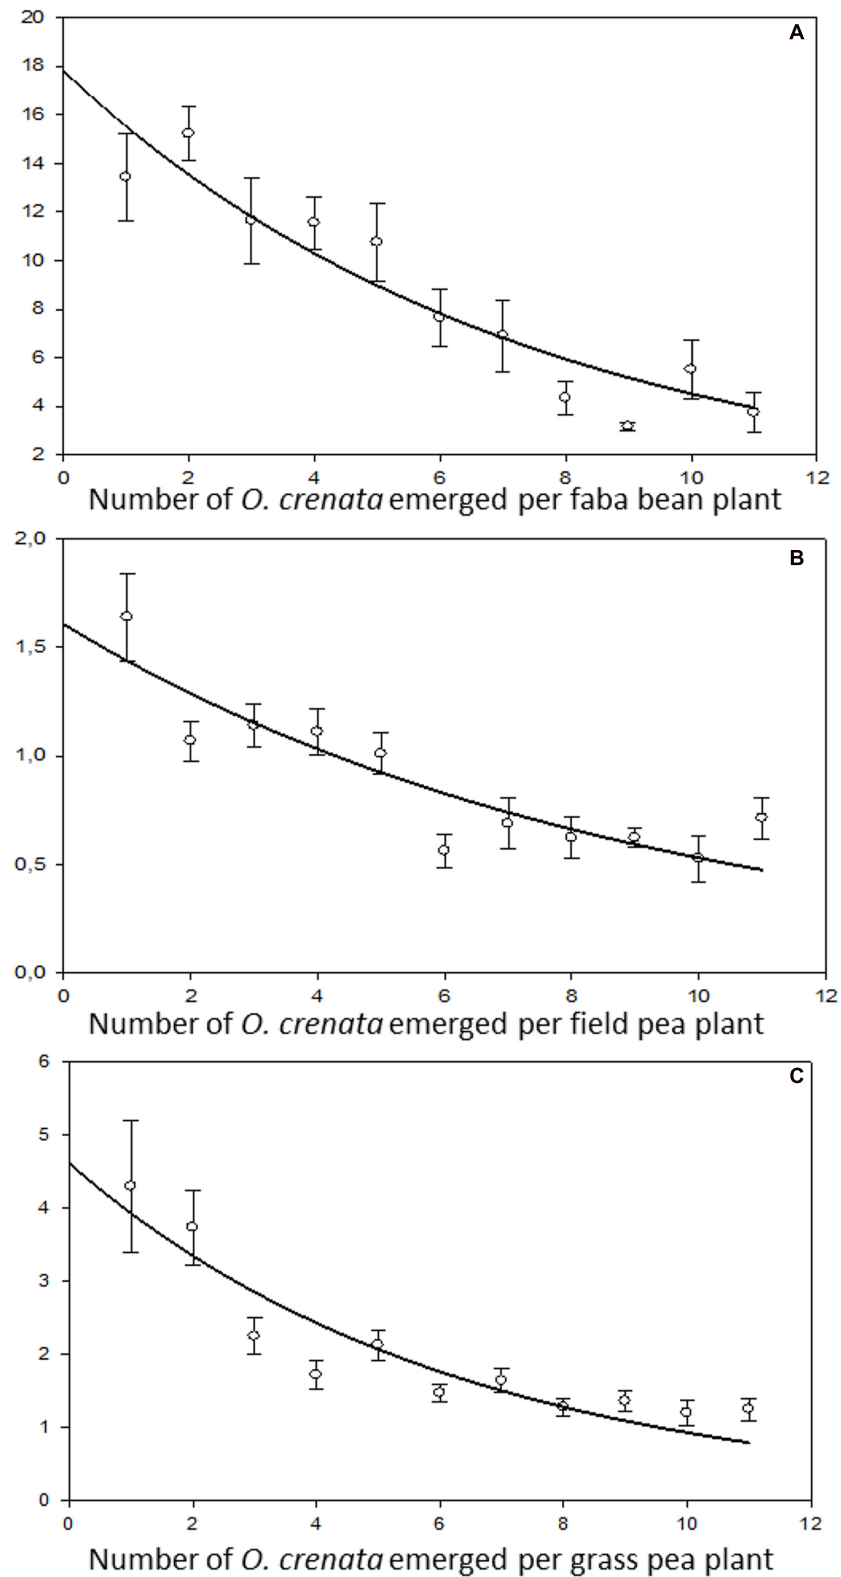 A
20
18
16
14
12
10
8
6
4
2
0 2 4 6 8 10 12
Number of O. crenata emerged per faba bean plant
B
2,0
1,5
1,0
0,5
0,0
0 2 4 6 8 10 12
Number of O. crenata emerged per field pea plant
C
6
5
4
3
2
1
0
0 2 4 6 8 10 12
Number of O. crenata emerged per grass pea plant